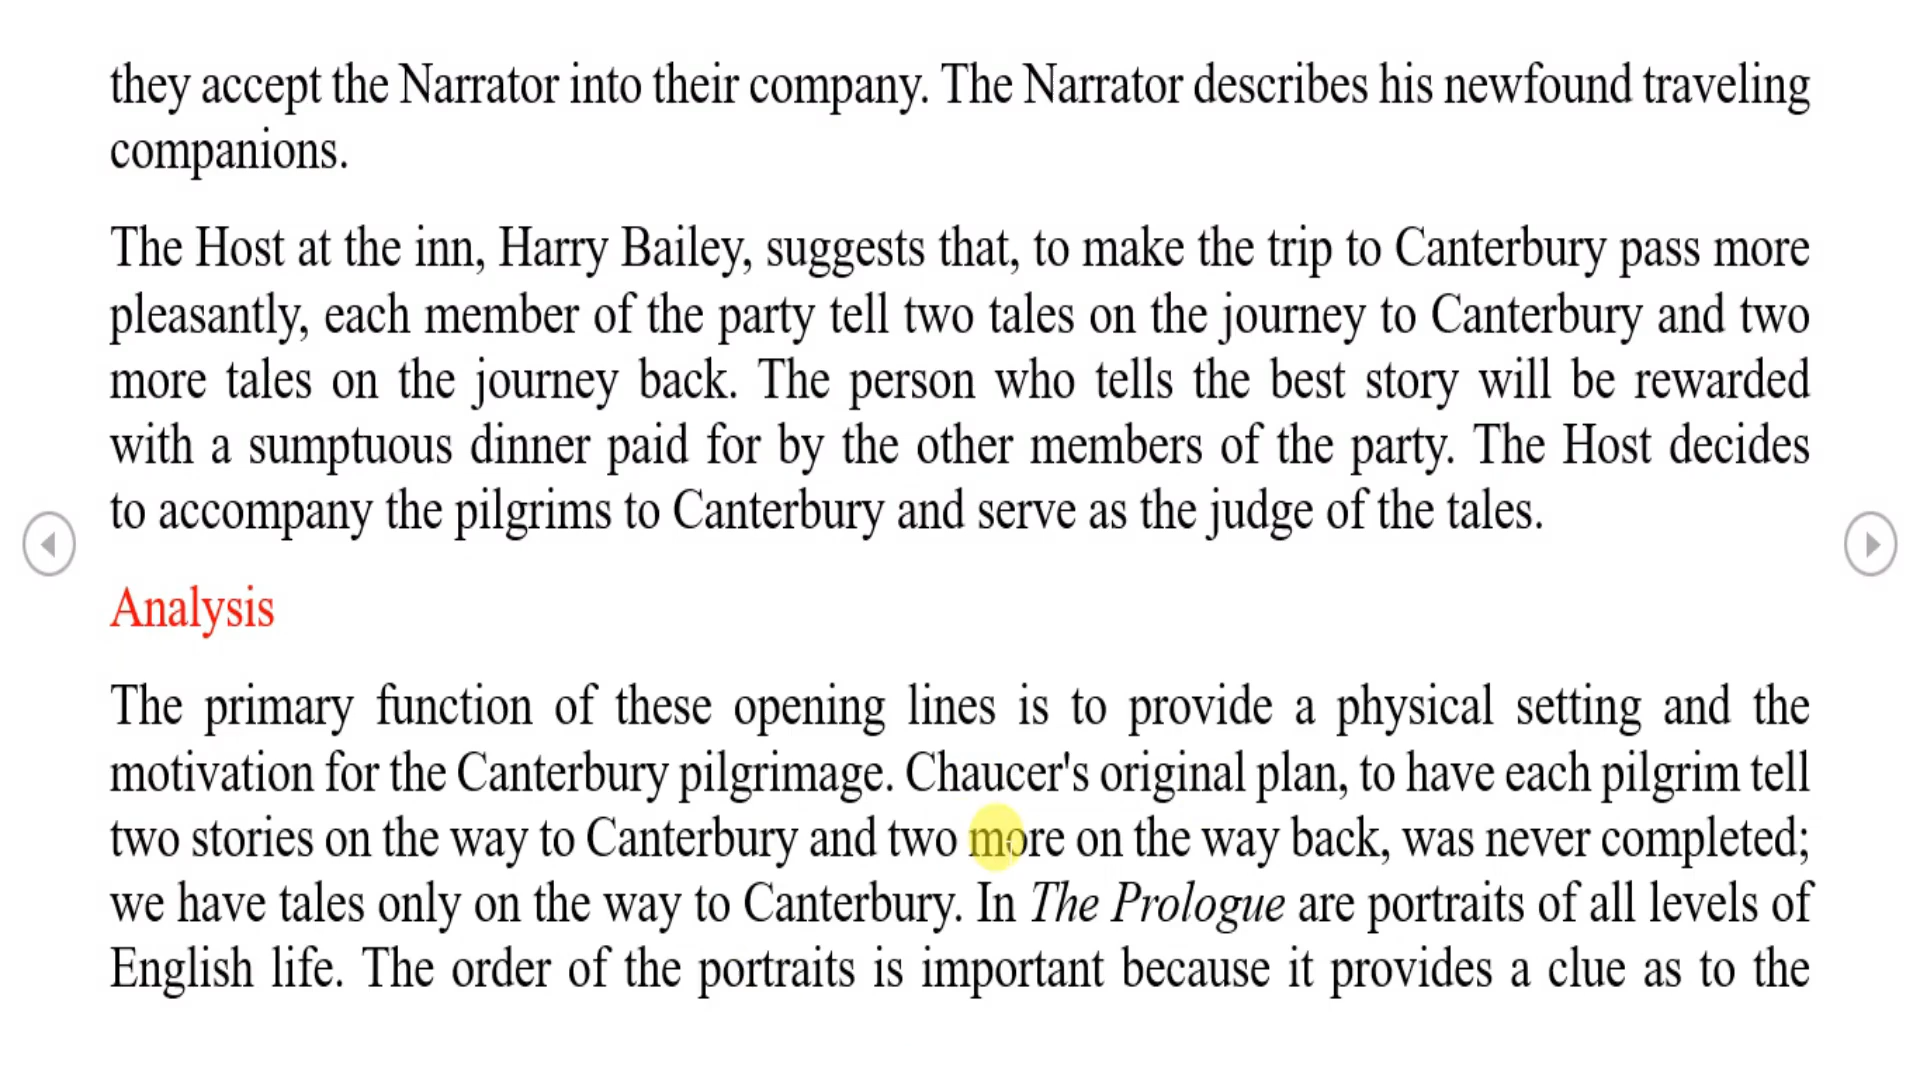 they accept the Narrator into their company. The Narrator describes his newfound traveling
companions.
The Host at the inn, Harry Bailey, suggests that, to make the trip to Canterbury pass more
pleasantly, each member of the party tell two tales on the journey to Canterbury and two
more tales on the journey back. The person who tells the best story will be rewarded
with a sumptuous dinner paid for by the other members of the party. The Host decides
to accompany the pilgrims to Canterbury and serve as the judge of the tales.
Analysis
The primary function of these opening lines is to provide a physical setting and the
motivation for the Canterbury pilgrimage. Chaucer's original plan, to have each pilgrim tell
two stories on the way to Canterbury and two more on the way back, was never completed;
we have tales only on the way to Canterbury. In The Prologue are portraits of all levels of
English life. The order of the portraits is important because it provides a clue as to the